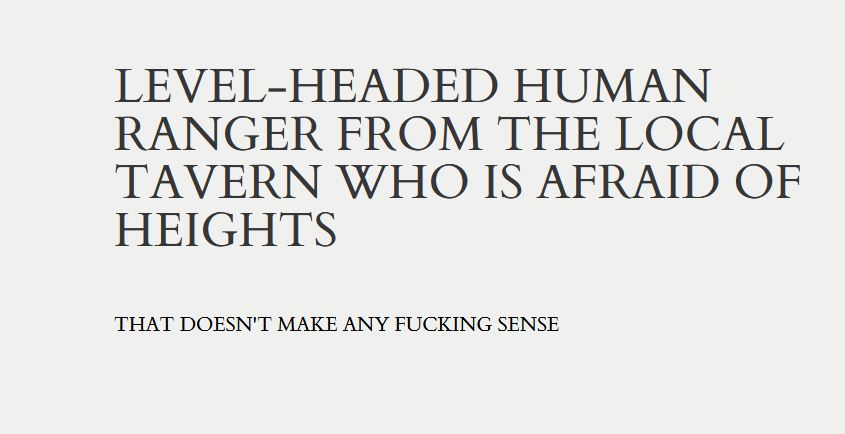 LEVEL-HEADED HUMAN
RANGER FROM THE LOCAL
TAVERN WHO IS AFRAID OF
HEIGHTS
THAT DOESN'T MAKE ANY FUCKING SENSE